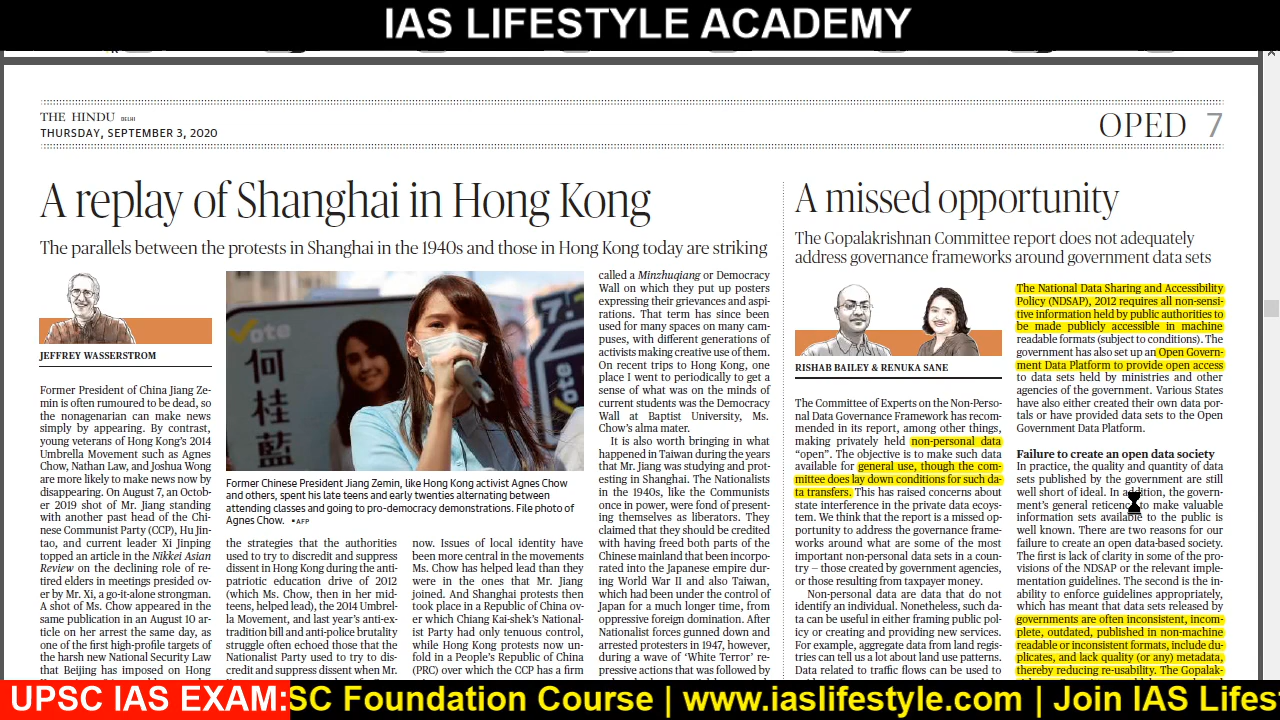 IAS LIFESTYLE ACADEMY
THE HINDU DELHI
THURSDAY, SEPTEMBER 3, 2020
OPED 7
A replay of Shanghai in Hong Kong
The parallels between the protests in Shanghai in the 1940s and those in Hong Kong today are striking
JEFFREY WASSERSTROM
Former President of China Jiang Ze-
min is often rumoured to be dead, so
the nonagenarian can make news
simply by appearing. By contrast,
young veterans of Hong Kong's 2014
Umbrella Movement such as Agnes
Chow, Nathan Law, and Joshua Wong
are more likely to make news now by
disappearing. On August 7, an Octob-
er 2019 shot of Mr. Jiang standing
with another past head of the Chi-
nese Communist Party (CCP), Hu Jin-
tao, and current leader Xi Jinping
topped an article in the Nikkei Asian
Review on the declining role of re-
tired elders in meetings presided ov-
er by Mr. Xi, a go-it-alone strongman.
A shot of Ms. Chow appeared in the
same publication in an August 10 ar-
ticle on her arrest the same day, as
one of the first high-profile targets of
the harsh new National Security Law
that Beijing has imposed on Hong
Vote
何桂藍
Vote
7.
Former Chinese President Jiang Zemin, like Hong Kong activist Agnes Chow
and others, spent his late teens and early twenties alternating between
attending classes and going to pro-democracy demonstrations. File photo of
Agnes Chow. •AFP
the strategies that the authorities
used to try to discredit and suppress
dissent in Hong Kong during the anti-
patriotic education drive of 2012
(which Ms. Chow, then in her mid-
teens, helped lead), the 2014 Umbrel-
la Movement, and last year's anti-ex-
tradition bill and anti-police brutality
struggle often echoed those that the
Nationalist Party used to try to dis-
credit and suppress dissent when Mr.
now. Issues of local identity have
been more central in the movements
Ms. Chow has helped lead than they
were in the ones that Mr. Jiang
joined. And Shanghai protests then
took place in a Republic of China ov-
er which Chiang Kai-shek's National-
ist Party had only tenuous control,
while Hong Kong protests now un-
fold in a People's Republic of China
(PRC) over which the CCP has a firm
called a Minzhuqiang or Democracy
Wall on which they put up posters
expressing their grievances and aspi-
rations. That term has since been
used for many spaces on many cam-
puses, with different generations of
activists making creative use of them.
On recent trips to Hong Kong, one
place I went to periodically to get a
sense of what was on the minds of
current students was the Democracy
Wall at Baptist University, Ms.
Chow's alma mater.
It is also worth bringing in what
happened in Taiwan during the years
that Mr. Jiang was studying and prot-
esting in Shanghai. The Nationalists
in the 1940s, like the Communists
once in power, were fond of present-
ing themselves as liberators. They
claimed that they should be credited
with having freed both parts of the
Chinese mainland that been incorpo-
rated into the Japanese empire dur-
ing World War II and also Taiwan,
which had been under the control of
Japan for a much longer time, from
oppressive foreign domination. After
Nationalist forces gunned down and
arrested protesters in 1947, however,
during a wave of 'White Terror' re-
pressive actions that was followed by
A missed opportunity
The Gopalakrishnan Committee report does not adequately
address governance frameworks around government data sets
RISHAB BAILEY & RENUKA SANE
The Committee of Experts on the Non-Perso-
nal Data Governance Framework has recom-
mended in its report, among other things,
making privately held non-personal data
“open”. The objective is to make such data
available for general use, though the com-
mittee does lay down conditions for such da-
ta transfers. This has raised concerns about
state interference in the private data ecosys-
tem. We think that the report is a missed op-
portunity to address the governance frame-
works around what are some of the most
important non-personal data sets in a coun-
try – those created by government agencies,
or those resulting from taxpayer money.
Non-personal data are data that do not
identify an individual. Nonetheless, such da-
ta can be useful in either framing public pol-
icy or creating and providing new services.
For example, aggregate data from land regis-
tries can tell us a lot about land use patterns.
Data related to traffic flows can be used to
The National Data Sharing and Accessibility
Policy (NDSAP), 2012 requires all non-sensi-
tive information held by public authorities to
be made publicly accessible in machine
readable formats (subject to conditions). The
government has also set up an Open Govern-
ment Data Platform to provide open access
to data sets held by ministries and other
agencies of the government. Various States
have also either created their own data por-
tals or have provided data sets to the Open
Government Data Platform.
Failure to create an open data society
In practice, the quality and quantity of data
sets published by the government are still
well short of ideal. In addition, the govern-
ment's general reticence to make valuable
information sets available to the public is
well known. There are two reasons for our
failure to create an open data-based society.
The first is lack of clarity in some of the pro-
visions of the NDSAP or the relevant imple-
mentation guidelines. The second is the in-
ability to enforce guidelines appropriately,
which has meant that data sets released by
governments are often inconsistent, incom-
plete, outdated, published in non-machine
readable or inconsistent formats, include du-
plicates, and lack quality (or any) metadata,
thereby reducing re-usability. The Gopalak-
UPSC IAS EXAM: SC Foundation Course | www.iaslifestyle.com | Join IAS Lifes